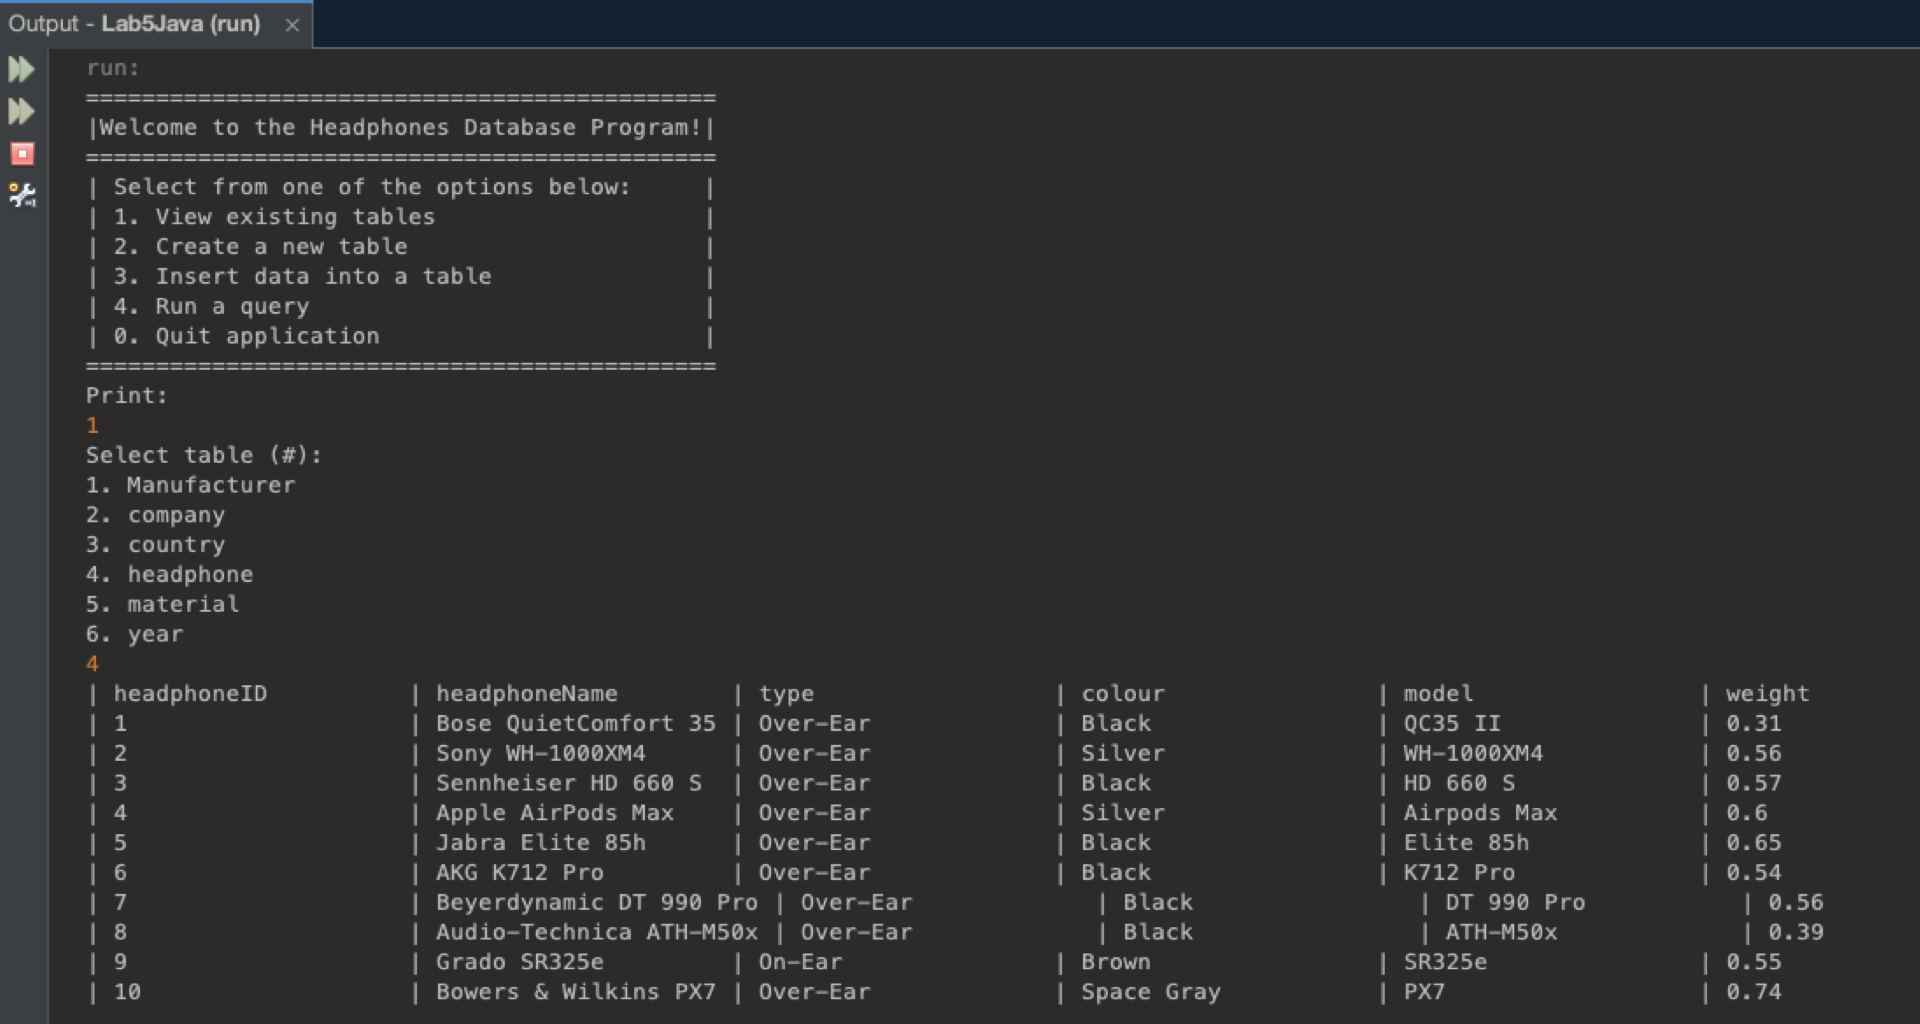 Output - Lab5Java (run) ×
run:
=============================================
|Welcome to the Headphones Database Program!|
=============================================
| Select from one of the options below:     |
| 1. View existing tables                   |
| 2. Create a new table                     |
| 3. Insert data into a table               |
| 4. Run a query                            |
| 0. Quit application                       |
=============================================
Print:
1
Select table (#):
1. Manufacturer
2. company
3. country
4. headphone
5. material
6. year
4
| headphoneID          | headphoneName        | type                 | colour               | model                | weight
| 1                    | Bose QuietComfort 35 | Over-Ear             | Black                | QC35 II              | 0.31
| 2                    | Sony WH-1000XM4      | Over-Ear             | Silver               | WH-1000XM4           | 0.56
| 3                    | Sennheiser HD 660 S  | Over-Ear             | Black                | HD 660 S             | 0.57
| 4                    | Apple AirPods Max    | Over-Ear             | Silver               | Airpods Max          | 0.6
| 5                    | Jabra Elite 85h      | Over-Ear             | Black                | Elite 85h            | 0.65
| 6                    | AKG K712 Pro         | Over-Ear             | Black                | K712 Pro             | 0.54
| 7                    | Beyerdynamic DT 990 Pro | Over-Ear             | Black                | DT 990 Pro           | 0.56
| 8                    | Audio-Technica ATH-M50x | Over-Ear             | Black                | ATH-M50x             | 0.39
| 9                    | Grado SR325e         | On-Ear               | Brown                | SR325e               | 0.55
| 10                   | Bowers & Wilkins PX7 | Over-Ear             | Space Gray           | PX7                  | 0.74